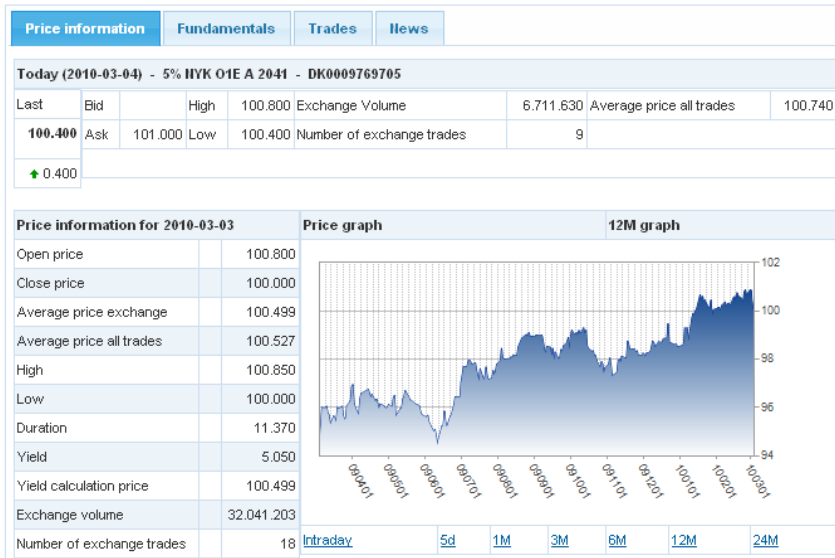 Price information Fundamentals Trades News
Today (2010-03-04) - 5% NYK O1E A 2041 - DK0009769705
Last Bid High 100.800 Exchange Volume 6.711.630 Average price all trades 100.740
100.400 Ask 101.000 Low 100.400 Number of exchange trades 9
0.400
Price information for 2010-03-03 Price graph 12M graph
Open price 100.800
Close price 100.000
Average price exchange 100.499
Average price all trades 100.527
High 100.850
Low 100.000
Duration 11.370
Yield 5.050
Yield calculation price 100.499
Exchange volume 32.041.203
Number of exchange trades 18
102
100
98
96
94
090401 090501 090601 090701 090801 090901 091001 091101 091201 100101 100201 100301
Intraday 5d 1M 3M 6M 12M 24M